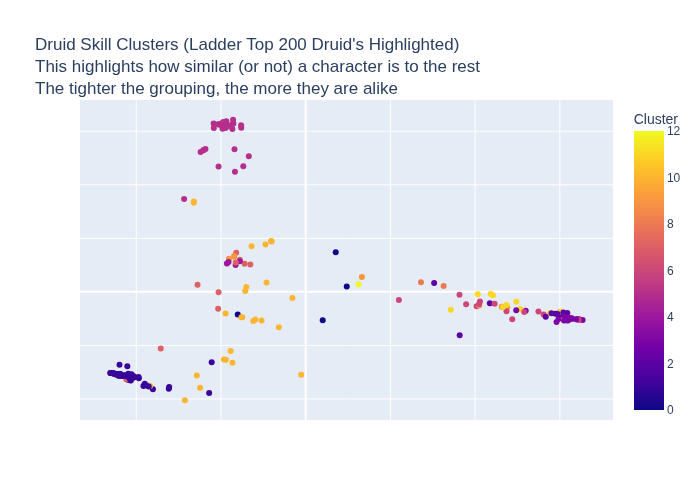 Druid Skill Clusters (Ladder Top 200 Druid's Highlighted)
This highlights how similar (or not) a character is to the rest
The tighter the grouping, the more they are alike
Cluster
12
10
8
6
4
2
0